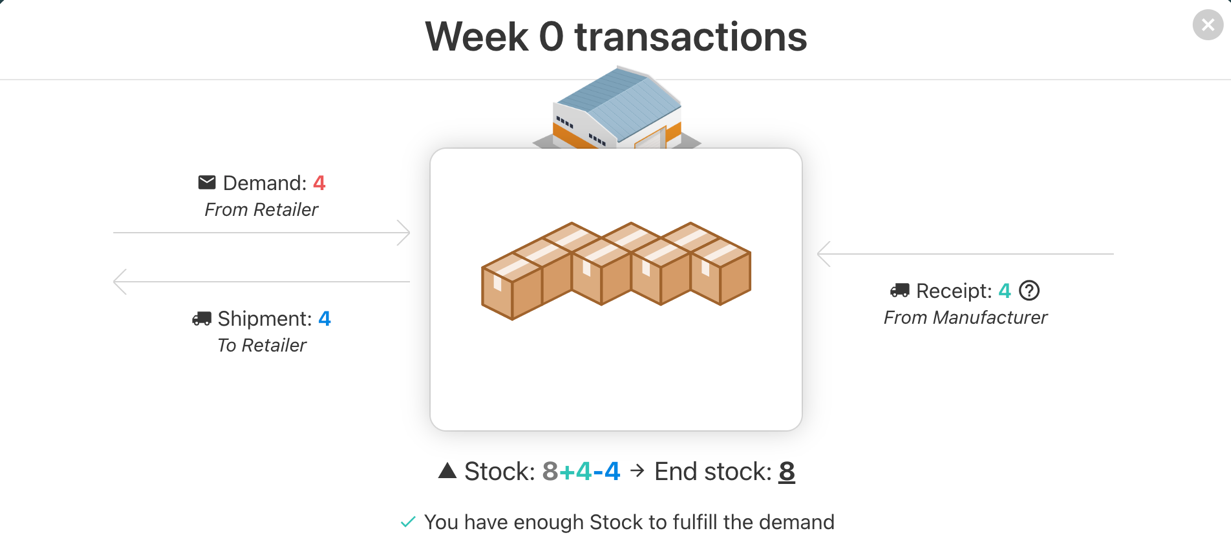 Week 0 transactions
Demand: 4
From Retailer
Shipment: 4
To Retailer
Receipt: 4 ?
From Manufacturer
▲ Stock: 8+4-4 → End stock: 8
✓ You have enough Stock to fulfill the demand